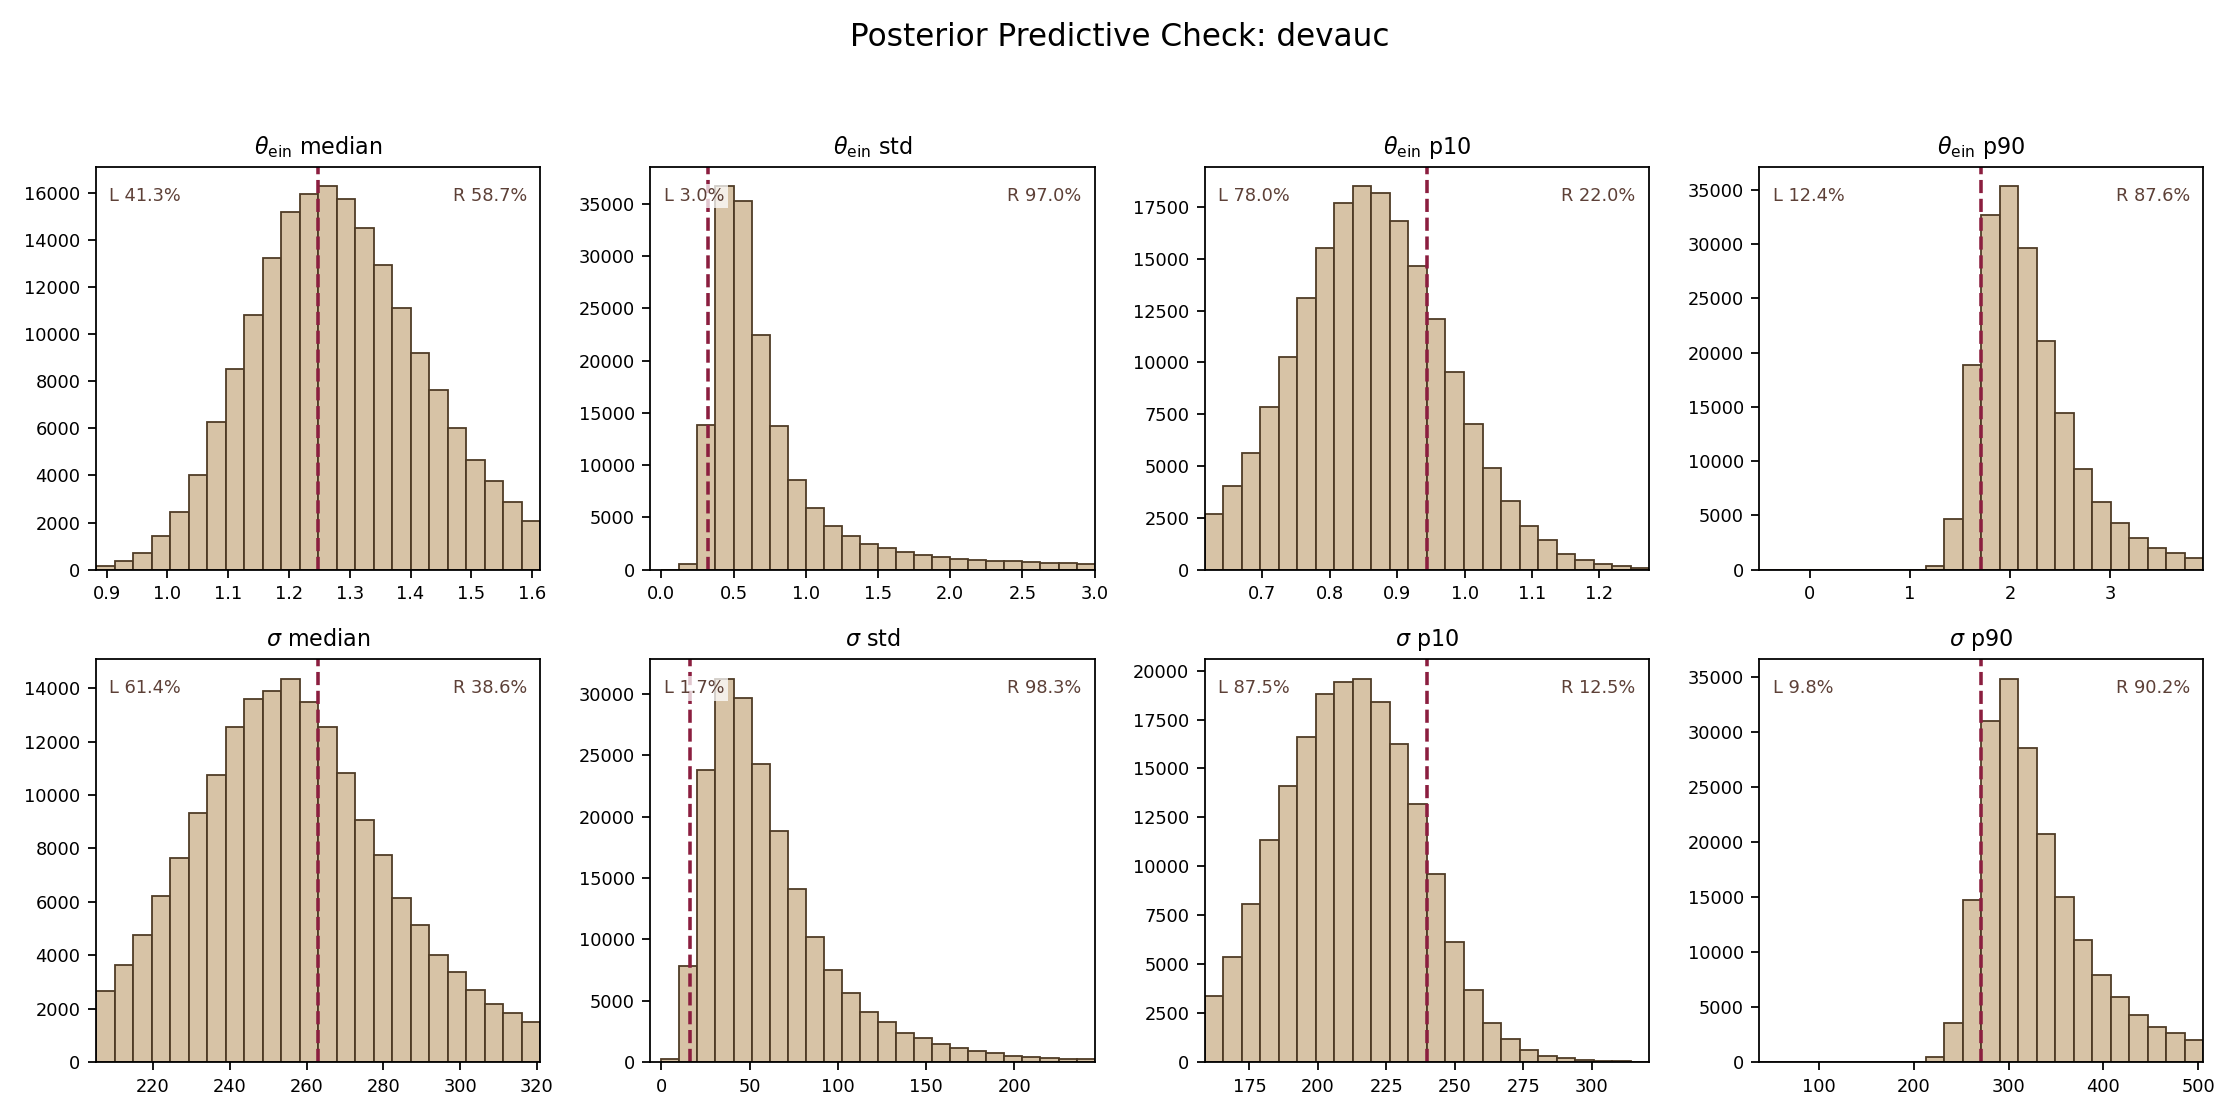 Posterior Predictive Check: devauc
θein median
θein std
θein p10
θein p90
L 41.3%
R 58.7%
L 3.0%
R 97.0%
L 78.0%
R 22.0%
L 12.4%
R 87.6%
16000
14000
12000
10000
8000
6000
4000
2000
0
0.9 1.0 1.1 1.2 1.3 1.4 1.5 1.6
35000
30000
25000
20000
15000
10000
5000
0
0.0 0.5 1.0 1.5 2.0 2.5 3.0
17500
15000
12500
10000
7500
5000
2500
0
0.7 0.8 0.9 1.0 1.1 1.2
35000
30000
25000
20000
15000
10000
5000
0
0 1 2 3
σ median
σ std
σ p10
σ p90
L 61.4%
R 38.6%
L 1.7%
R 98.3%
L 87.5%
R 12.5%
L 9.8%
R 90.2%
14000
12000
10000
8000
6000
4000
2000
0
220 240 260 280 300 320
30000
25000
20000
15000
10000
5000
0
0 50 100 150 200
20000
17500
15000
12500
10000
7500
5000
2500
0
175 200 225 250 275 300
35000
30000
25000
20000
15000
10000
5000
0
100 200 300 400 500